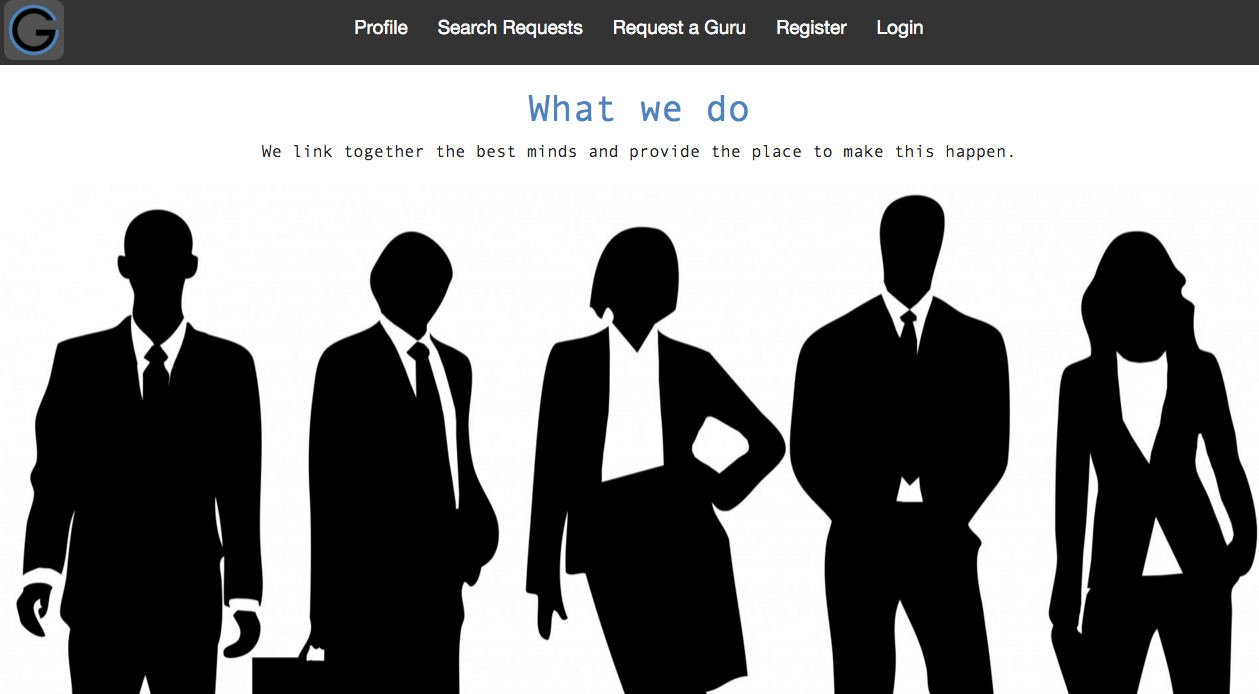 G
Profile Search Requests Request a Guru Register Login
What we do
We link together the best minds and provide the place to make this happen.